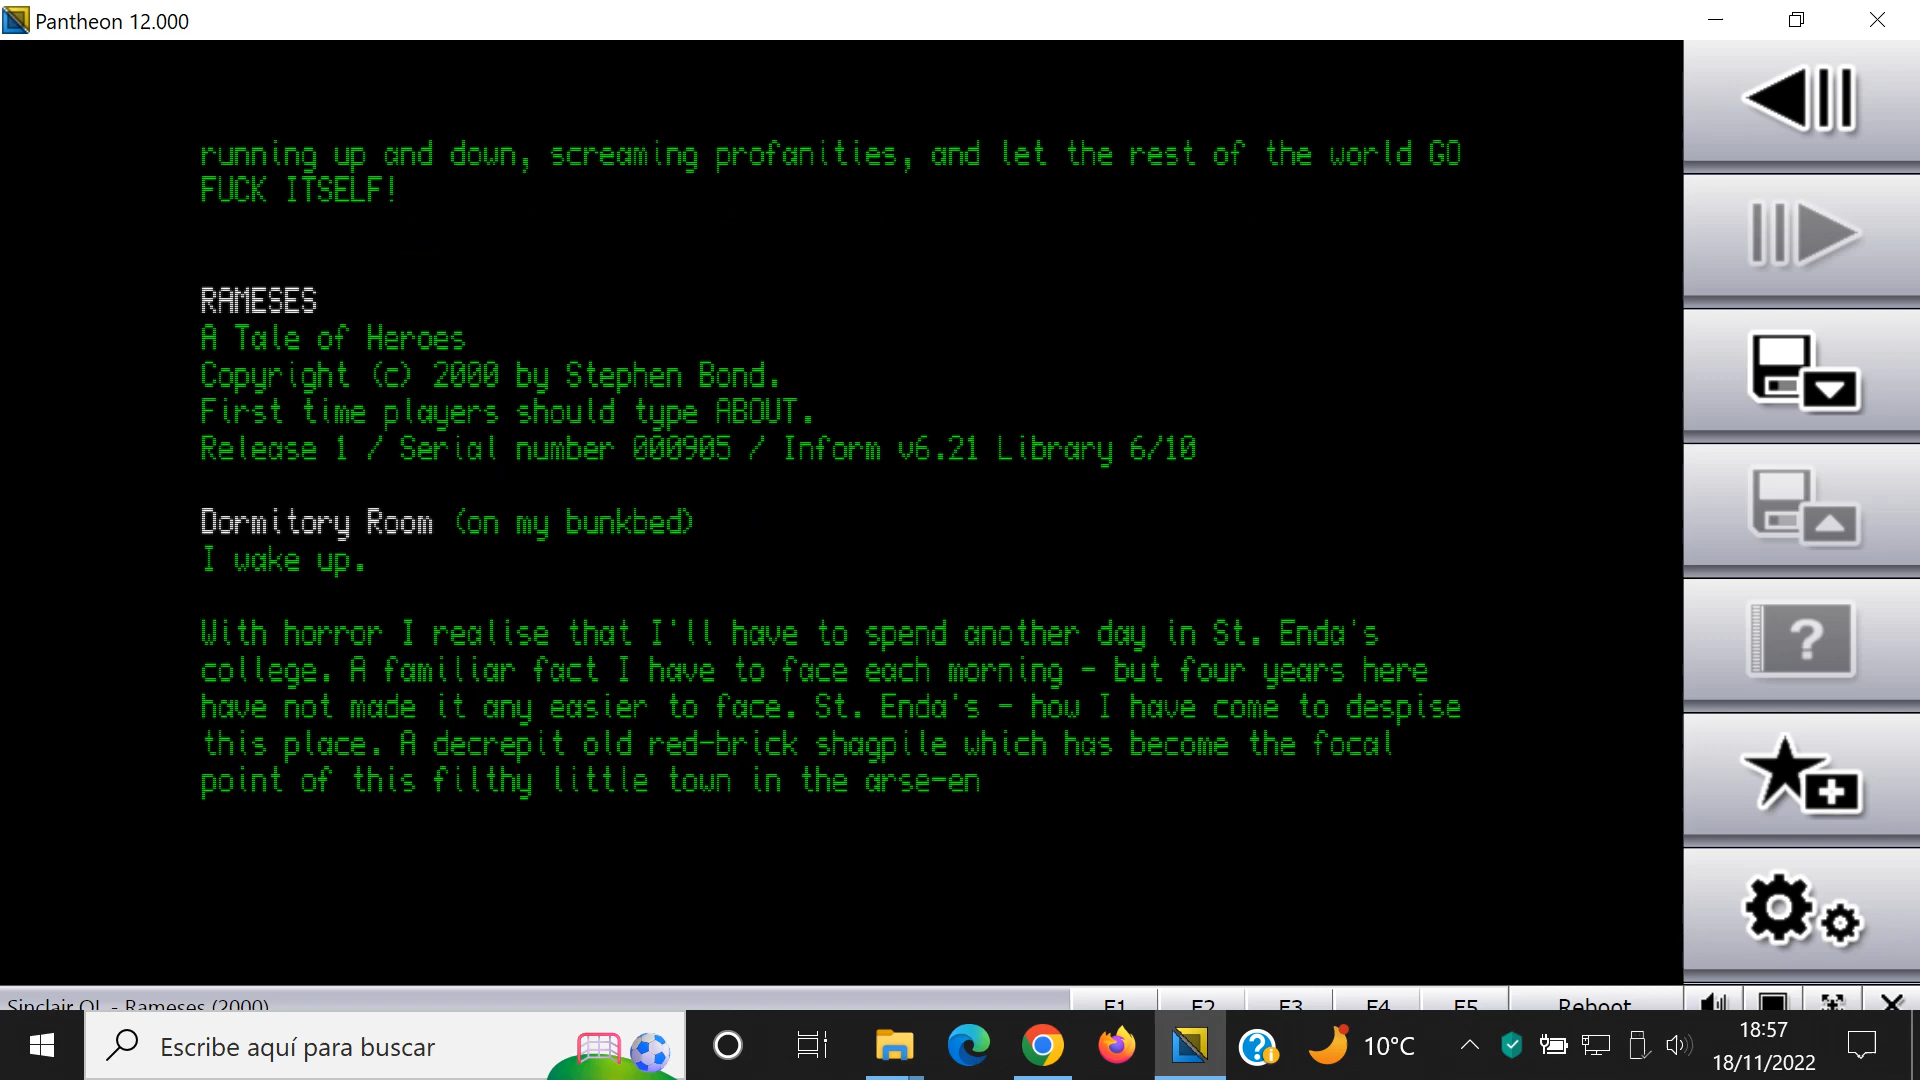 Pantheon 12.000
running up and down, screaming profanities, and let the rest of the world GO
FUCK ITSELF!
RAMESES
A Tale of Heroes
Copyright (c) 2000 by Stephen Bond.
First time players should type ABOUT.
Release 1 / Serial number 000905 / Inform v6.21 Library 6/10
Dormitory Room (on my bunkbed)
I wake up.
With horror I realise that I'll have to spend another day in St. Enda's
college. A familiar fact I have to face each morning - but four years here
have not made it any easier to face. St. Enda's - how I have come to despise
this place. A decrepit old red-brick shagpile which has become the focal
point of this filthy little town in the arse-en
Sinclair QL - Rameses (2000)
F1 F2 F3 F4 F5 Reboot
Escribe aquí para buscar
10°C
18:57
18/11/2022